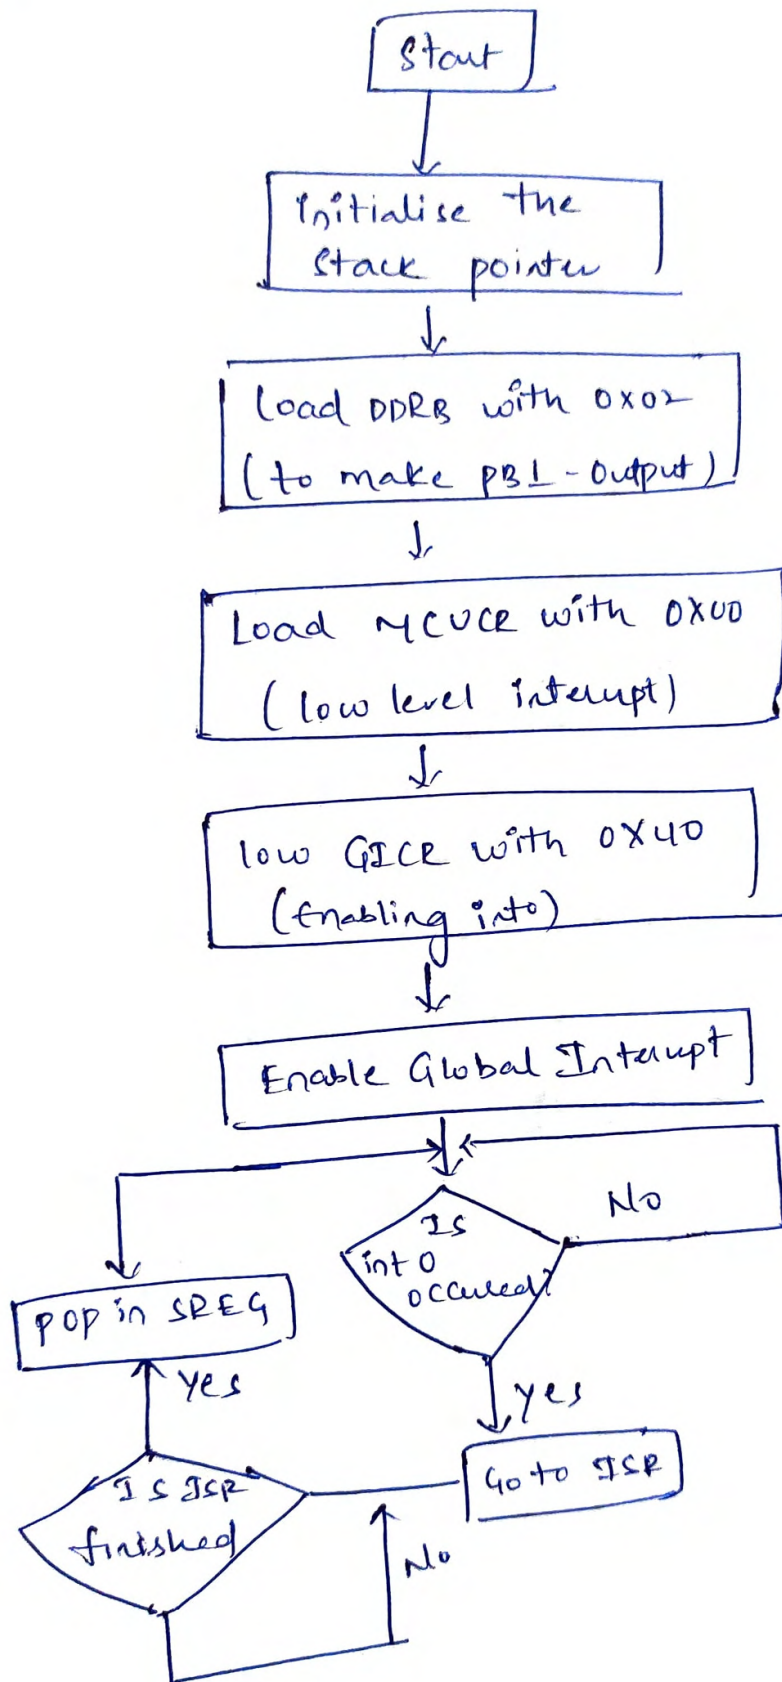 Start
Initialise the
Stack pointer
Load DDRB with 0x02
(to make PB1 - Output)
Load MCUCR with 0X00
(low level interupt)
low GICR with 0X40
(Enabling into)
Enable Global Interupt
No
Is
int 0
occured?
POP in SREG
Yes
Yes
Go to ISR
Is ISR
finished
No